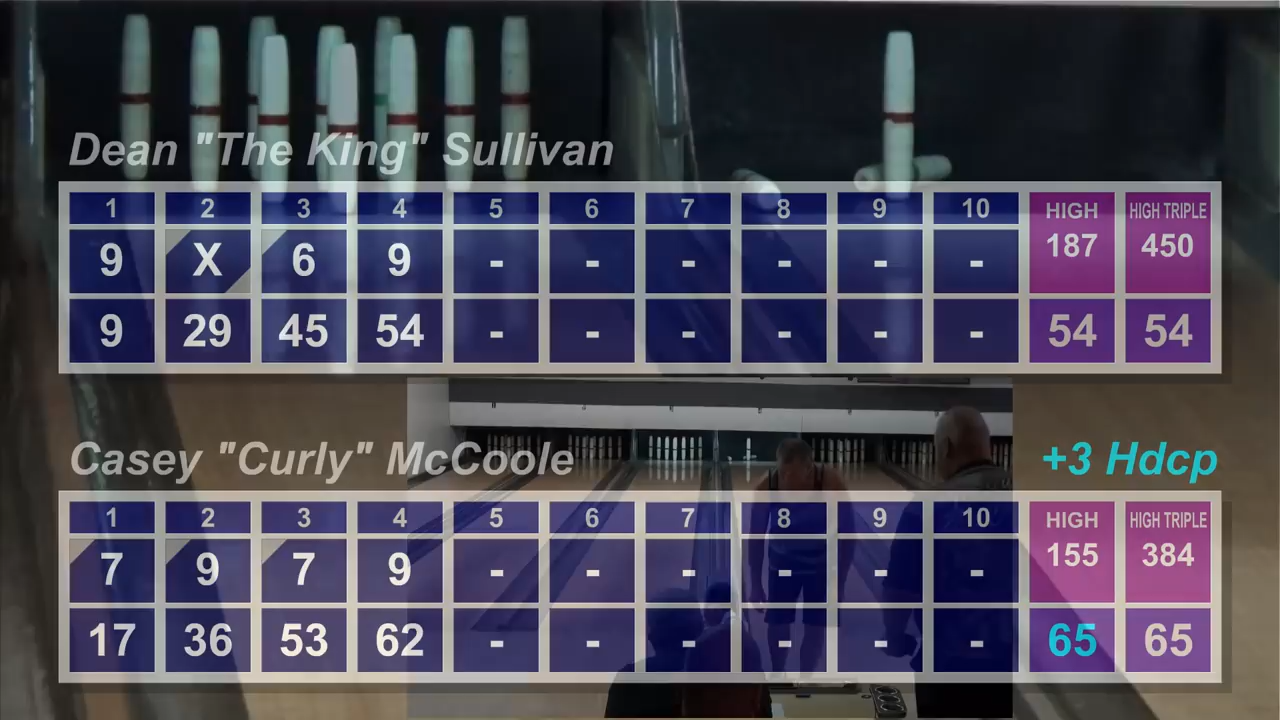 Dean "The King" Sullivan
1 2 3 4 5 6 7 8 9 10 HIGH HIGH TRIPLE
9 X 6 9 - - - - - - 187 450
9 29 45 54 - - - - - - 54 54
Casey "Curly" McCoole +3 Hdcp
1 2 3 4 5 6 7 8 9 10 HIGH HIGH TRIPLE
7 9 7 9 - - - - - - 155 384
17 36 53 62 - - - - - - 65 65